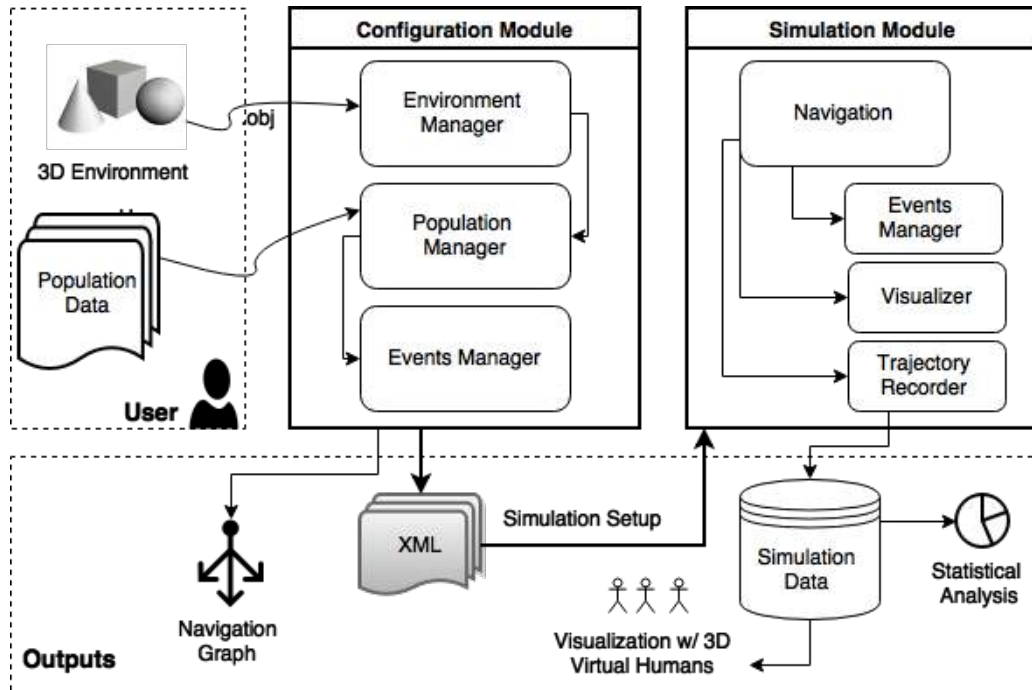 Configuration Module
Simulation Module
.obj
3D Environment
Environment
Manager
Navigation
Population
Data
Population
Manager
Events
Manager
Visualizer
Events Manager
Trajectory
Recorder
User
XML
Simulation Setup
Simulation
Data
Statistical
Analysis
Navigation
Graph
Visualization w/ 3D
Virtual Humans
Outputs